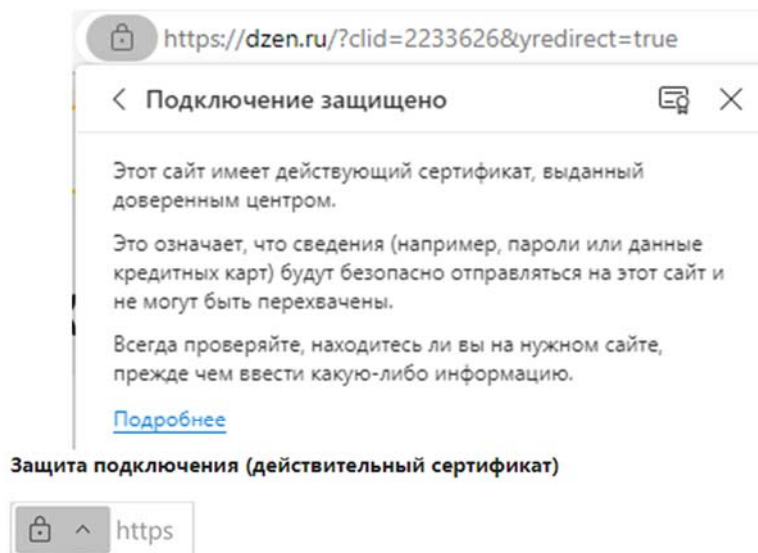 https://dzen.ru/?clid=2233626&yredirect=true
Подключение защищено
Этот сайт имеет действующий сертификат, выданный
доверенным центром.
Это означает, что сведения (например, пароли или данные
кредитных карт) будут безопасно отправляться на этот сайт и
не могут быть перехвачены.
Всегда проверяйте, находитесь ли вы на нужном сайте,
прежде чем ввести какую-либо информацию.
Подробнее
Защита подключения (действительный сертификат)
https